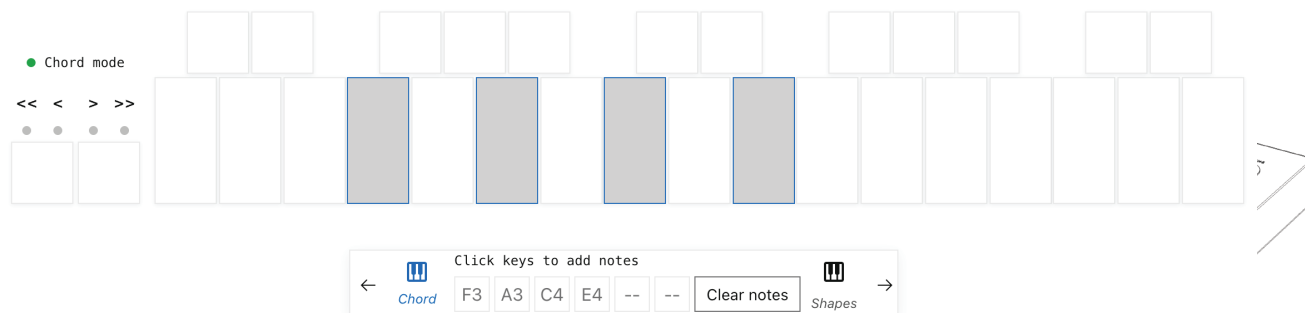 Chord mode
<< < > >>
Click keys to add notes
← Chord F3 A3 C4 E4 -- -- Clear notes Shapes →